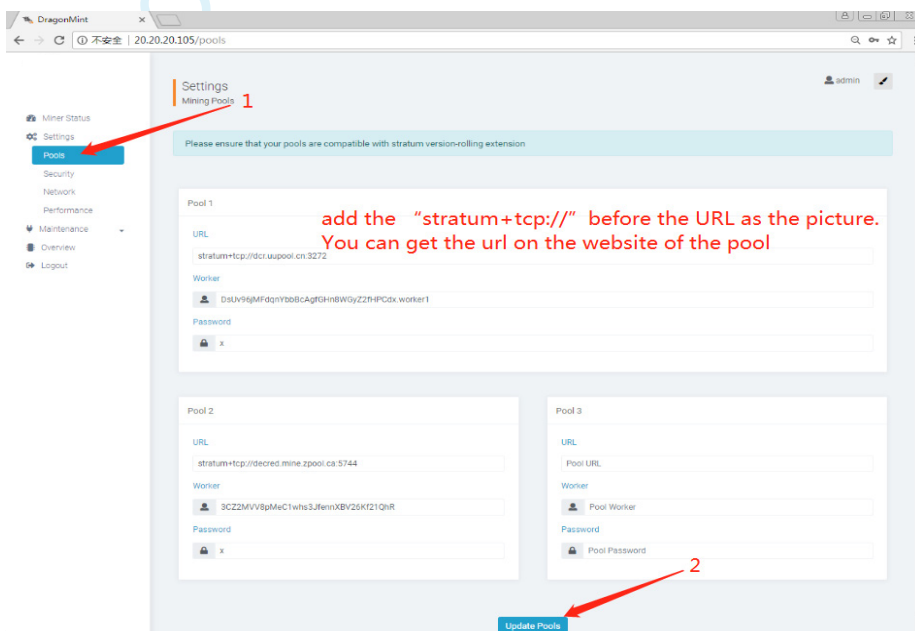 DragonMint
不安全 | 20.20.20.105/pools
Settings
Mining Pools
1
admin
Miner Status
Settings
Pools
Security
Network
Performance
Maintenance
Overview
Logout
Please ensure that your pools are compatible with stratum version-rolling extension
Pool 1
add the “stratum+tcp://” before the URL as the picture.
You can get the url on the website of the pool
URL
stratum+tcp://dcr.uupool.cn:3272
Worker
DsUv96jMFdqnYbbBcAgfGHn8WGyZ2fHPCdx.worker1
Password
x
Pool 2
URL
stratum+tcp://decred.mine.zpool.ca:5744
Worker
3CZ2MVV8pMeC1whs3JfennXBV26Kf21QhR
Password
x
Pool 3
URL
Pool URL
Worker
Pool Worker
Password
Pool Password
2
Update Pools